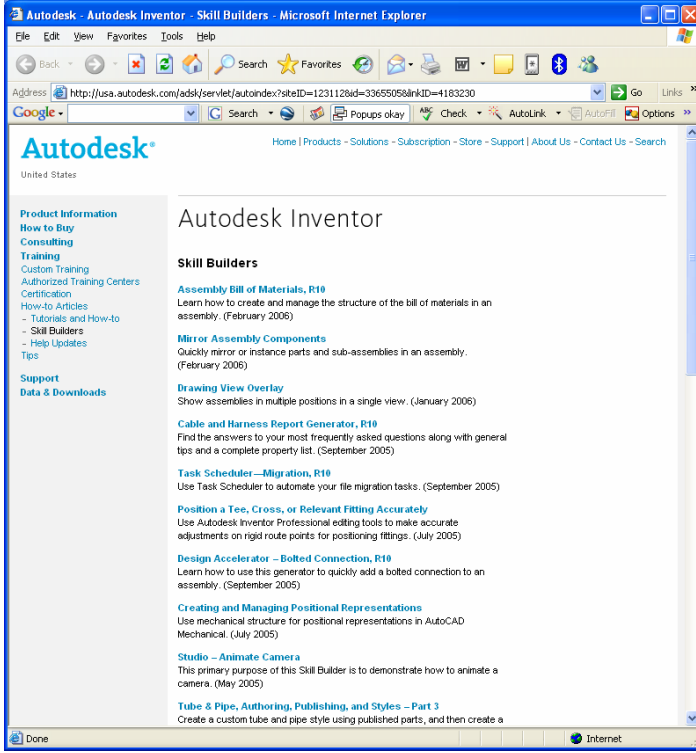 Autodesk - Autodesk Inventor - Skill Builders - Microsoft Internet Explorer
File Edit View Favorites Tools Help
Back Search Favorites
Address http://usa.autodesk.com/adsk/servlet/autoindex?siteID=123112&id=3365505&linkID=4183230 Go Links »
Google Search Popups okay ABC Check AutoLink AutoFill Options »
Autodesk®
Home | Products - Solutions - Subscription - Store - Support | About Us - Contact Us - Search
United States
Product Information
How to Buy
Consulting
Training
Custom Training
Authorized Training Centers
Certification
How-to Articles
- Tutorials and How-to
- Skill Builders
- Help Updates
Tips
Support
Data & Downloads
Autodesk Inventor
Skill Builders
Assembly Bill of Materials, R10
Learn how to create and manage the structure of the bill of materials in an
assembly. (February 2006)
Mirror Assembly Components
Quickly mirror or instance parts and sub-assemblies in an assembly.
(February 2006)
Drawing View Overlay
Show assemblies in multiple positions in a single view. (January 2006)
Cable and Harness Report Generator, R10
Find the answers to your most frequently asked questions along with general
tips and a complete property list. (September 2005)
Task Scheduler—Migration, R10
Use Task Scheduler to automate your file migration tasks. (September 2005)
Position a Tee, Cross, or Relevant Fitting Accurately
Use Autodesk Inventor Professional editing tools to make accurate
adjustments on rigid route points for positioning fittings. (July 2005)
Design Accelerator – Bolted Connection, R10
Learn how to use this generator to quickly add a bolted connection to an
assembly. (September 2005)
Creating and Managing Positional Representations
Use mechanical structure for positional representations in AutoCAD
Mechanical. (July 2005)
Studio – Animate Camera
This primary purpose of this Skill Builder is to demonstrate how to animate a
camera. (May 2005)
Tube & Pipe, Authoring, Publishing, and Styles – Part 3
Create a custom tube and pipe style using published parts, and then create a
Done Internet